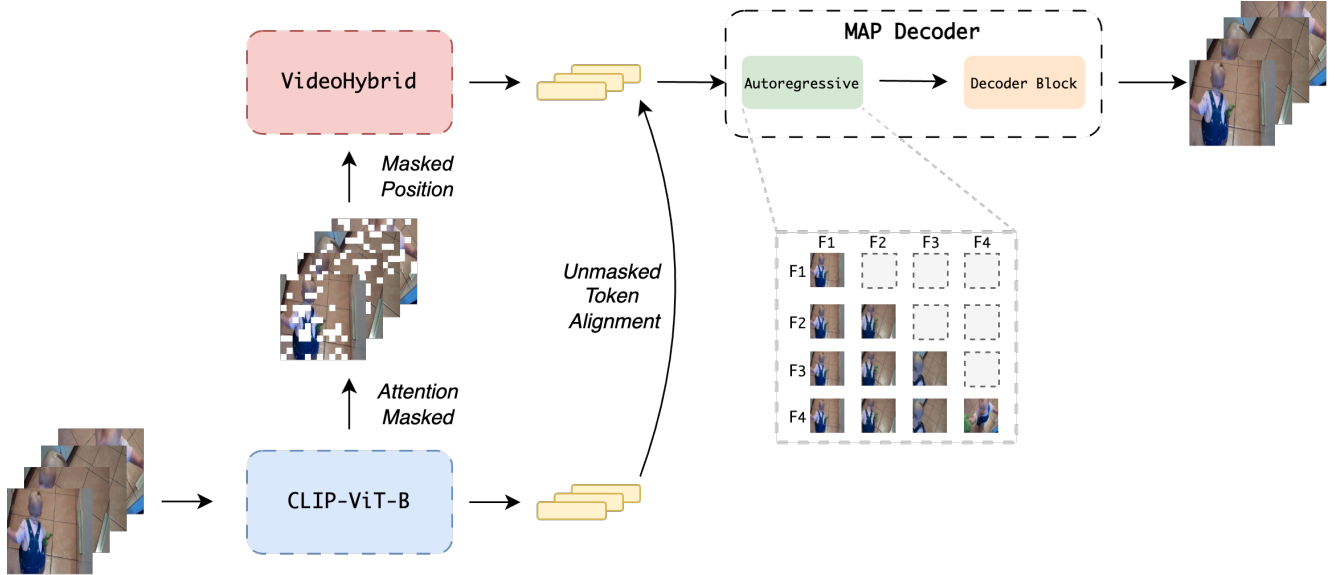 MAP Decoder
VideoHybrid
Autoregressive
Decoder Block
Masked
Position
Unmasked
Token
Alignment
F1 F2 F3 F4
F1
F2
F3
F4
Attention
Masked
CLIP-ViT-B